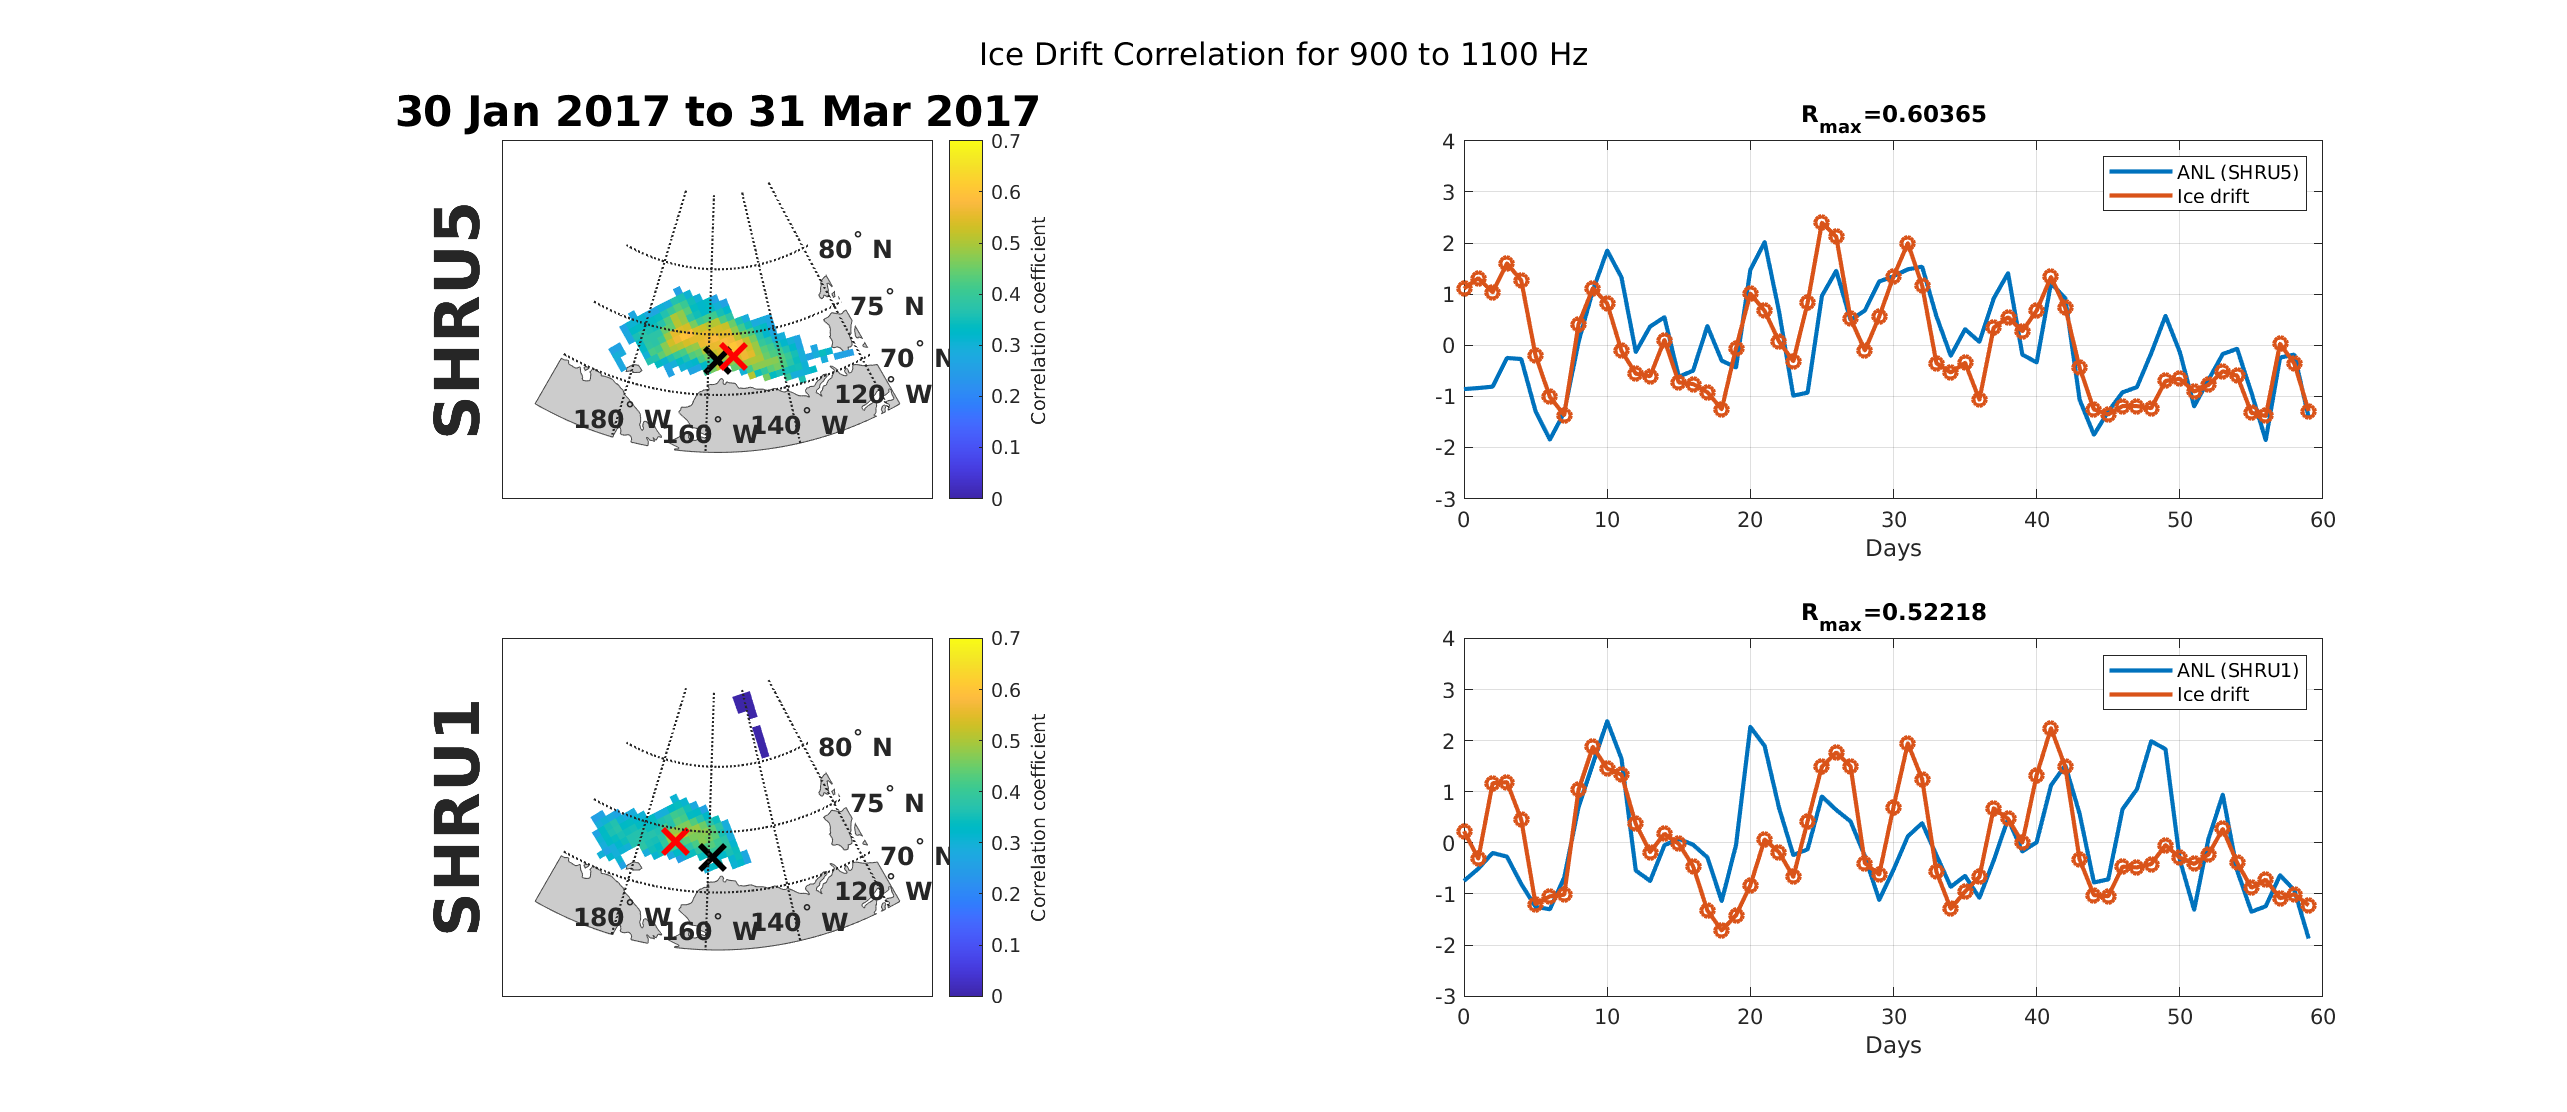 Ice Drift Correlation for 900 to 1100 Hz
30 Jan 2017 to 31 Mar 2017
SHRU5
80° N
75° N
70° N
120° W
180° W
160° W
140° W
0.7
0.6
0.5
0.4
0.3
0.2
0.1
0
Correlation coefficient
Rmax=0.60365
4
3
2
1
0
-1
-2
-3
0 10 20 30 40 50 60
Days
ANL (SHRU5)
Ice drift
SHRU1
80° N
75° N
70° N
120° W
180° W
160° W
140° W
0.7
0.6
0.5
0.4
0.3
0.2
0.1
0
Correlation coefficient
Rmax=0.52218
4
3
2
1
0
-1
-2
-3
0 10 20 30 40 50 60
Days
ANL (SHRU1)
Ice drift